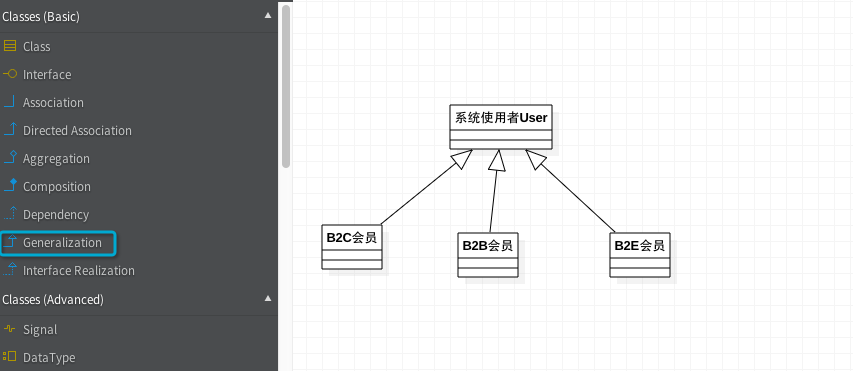 Classes (Basic)
Class
Interface
Association
Directed Association
Aggregation
Composition
Dependency
Generalization
Interface Realization
Classes (Advanced)
Signal
DataType
系统使用者User
B2C会员
B2B会员
B2E会员